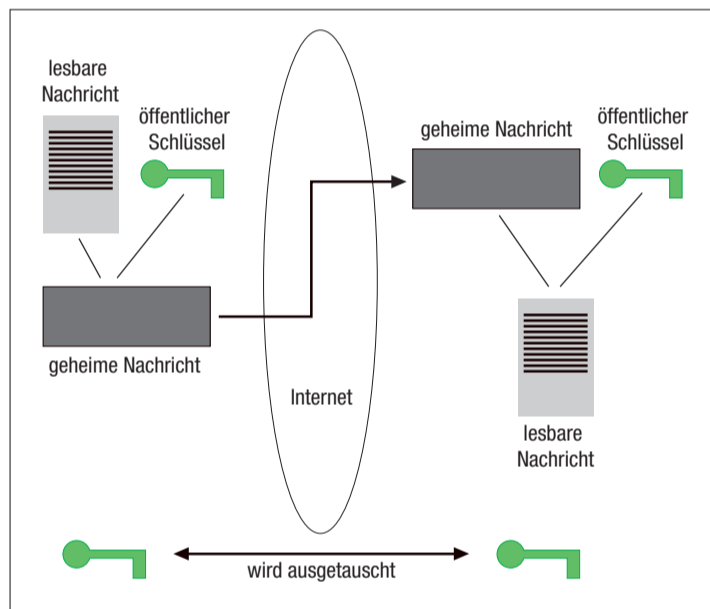 lesbare
Nachricht
öffentlicher
Schlüssel
geheime Nachricht
Internet
geheime Nachricht
öffentlicher
Schlüssel
lesbare
Nachricht
wird ausgetauscht